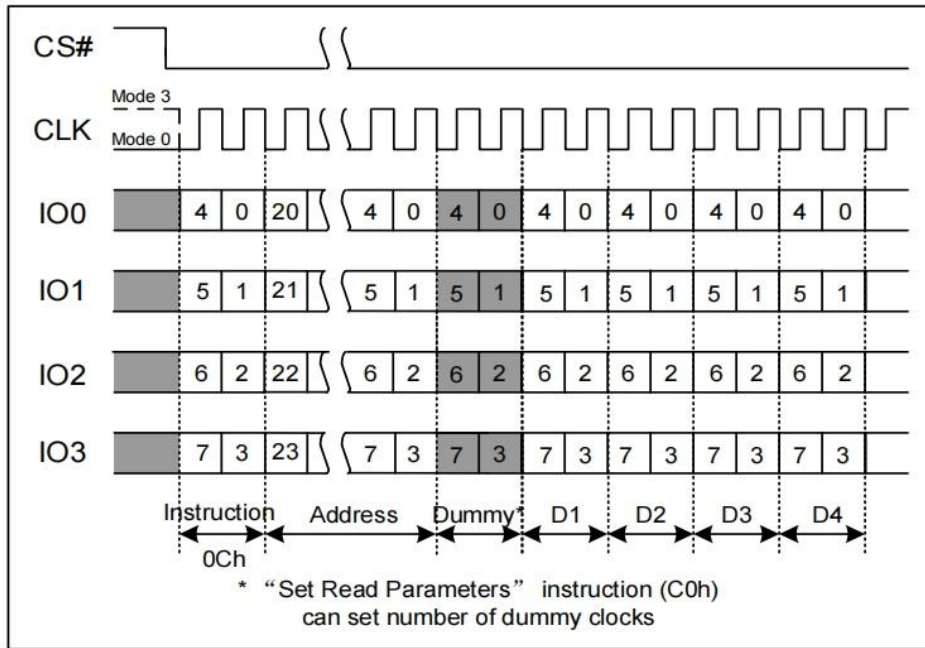 CS#
Mode 3
CLK
Mode 0
IO0 4 0 20 4 0 4 0 4 0 4 0 4 0 4 0
IO1 5 1 21 5 1 5 1 5 1 5 1 5 1 5 1
IO2 6 2 22 6 2 6 2 6 2 6 2 6 2 6 2
IO3 7 3 23 7 3 7 3 7 3 7 3 7 3 7 3
Instruction Address Dummy* D1 D2 D3 D4
0Ch
* “Set Read Parameters” instruction (C0h)
can set number of dummy clocks